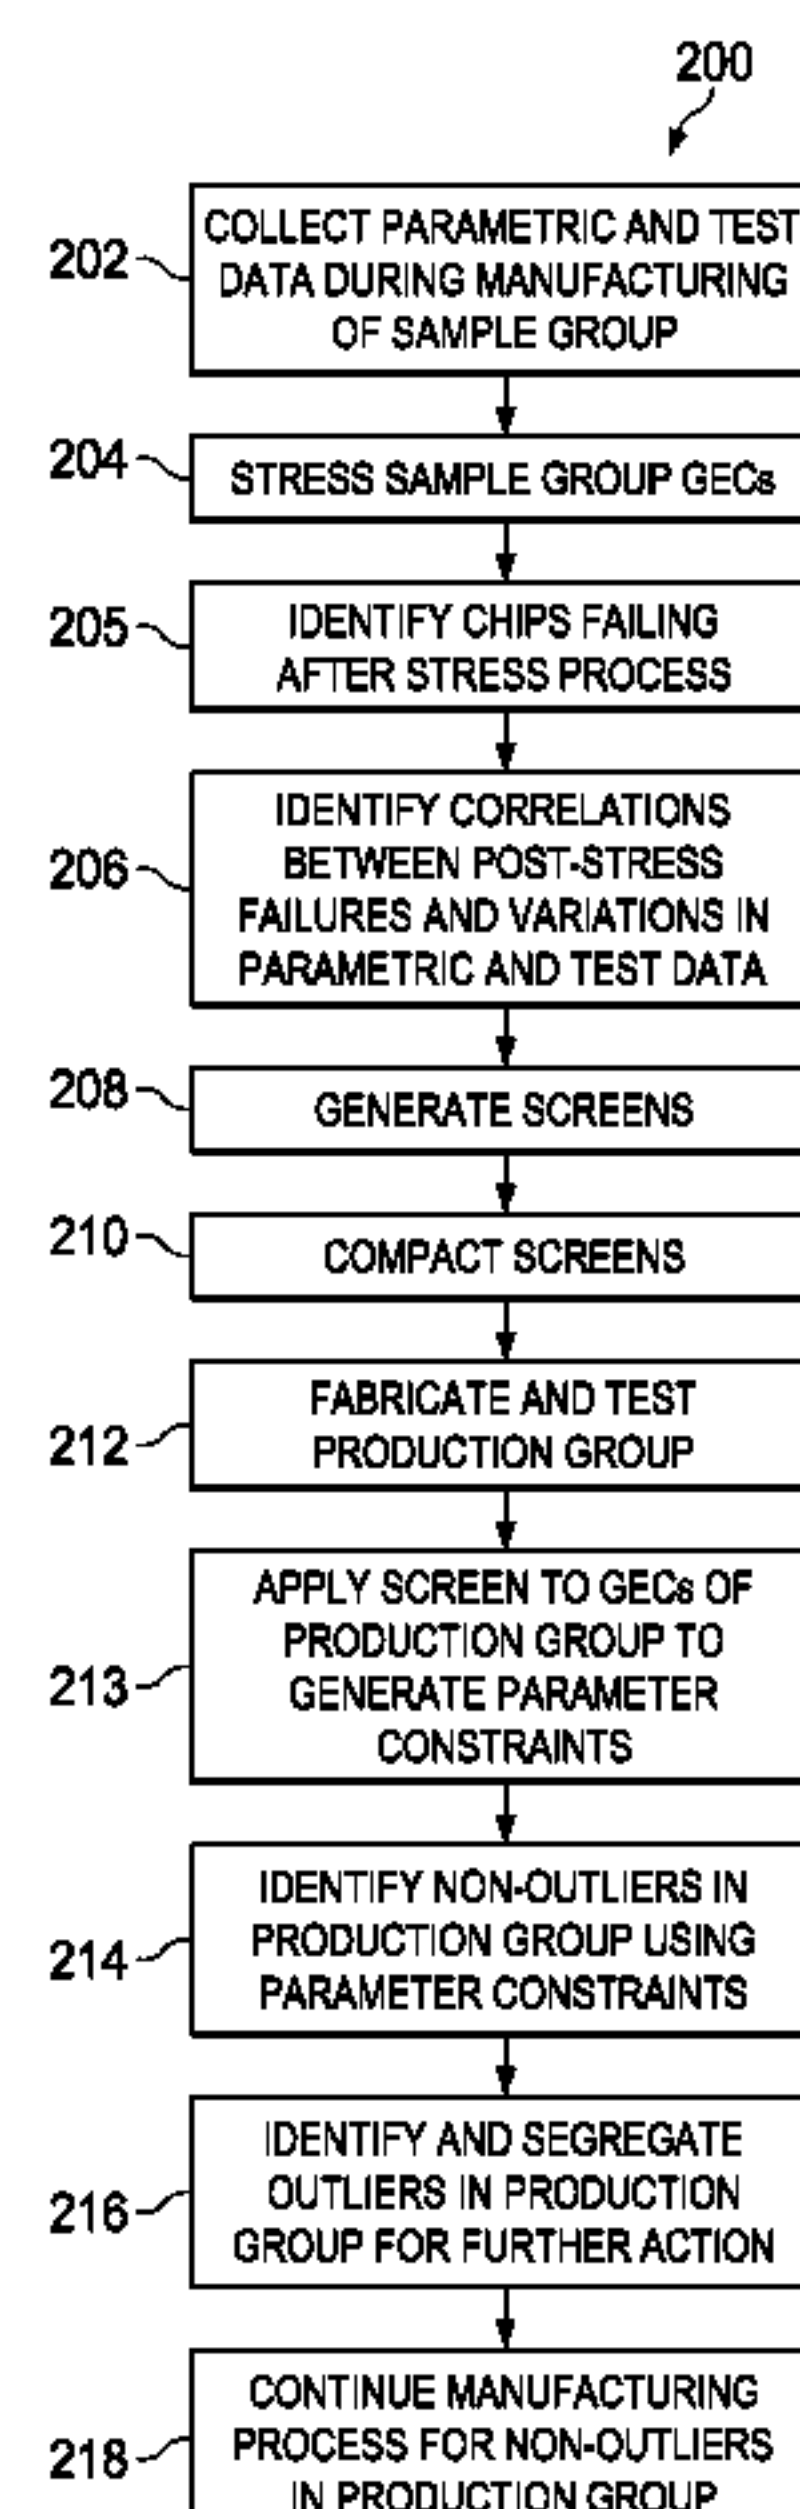 200
202
COLLECT PARAMETRIC AND TEST
DATA DURING MANUFACTURING
OF SAMPLE GROUP
204
STRESS SAMPLE GROUP GECs
205
IDENTIFY CHIPS FAILING
AFTER STRESS PROCESS
206
IDENTIFY CORRELATIONS
BETWEEN POST-STRESS
FAILURES AND VARIATIONS IN
PARAMETRIC AND TEST DATA
208
GENERATE SCREENS
210
COMPACT SCREENS
212
FABRICATE AND TEST
PRODUCTION GROUP
213
APPLY SCREEN TO GECs OF
PRODUCTION GROUP TO
GENERATE PARAMETER
CONSTRAINTS
214
IDENTIFY NON-OUTLIERS IN
PRODUCTION GROUP USING
PARAMETER CONSTRAINTS
216
IDENTIFY AND SEGREGATE
OUTLIERS IN PRODUCTION
GROUP FOR FURTHER ACTION
218
CONTINUE MANUFACTURING
PROCESS FOR NON-OUTLIERS
IN PRODUCTION GROUP